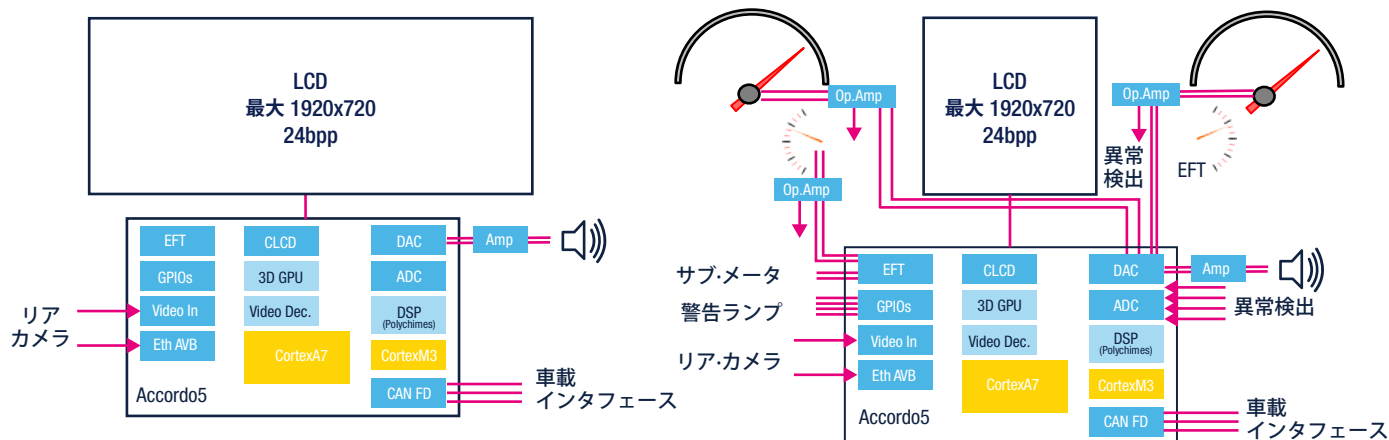 LCD
最大 1920x720
24bpp
EFT
CLCD
DAC
Amp
GPIOs
3D GPU
ADC
リア
カメラ
Video In
Video Dec.
DSP
(Polychimes)
Eth AVB
CortexA7
CortexM3
Accordo5
CAN FD
車載
インタフェース
LCD
最大 1920x720
24bpp
Op.Amp
Op.Amp
異常
検出
EFT
Op.Amp
サブ・メータ
EFT
CLCD
DAC
Amp
警告ランプ
GPIOs
3D GPU
ADC
異常検出
リア・カメラ
Video In
Video Dec.
DSP
(Polychimes)
Eth AVB
CortexA7
CortexM3
Accordo5
CAN FD
車載
インタフェース